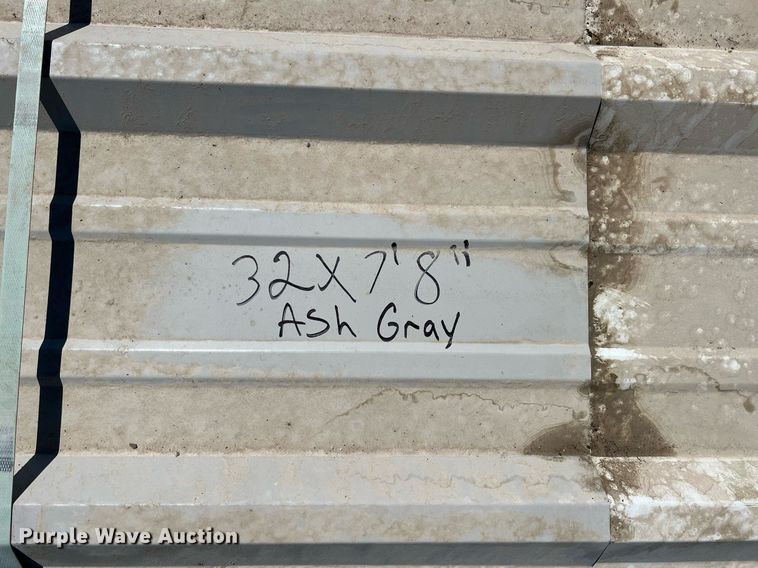 32X7'8"
Ash Gray
Purple Wave Auction